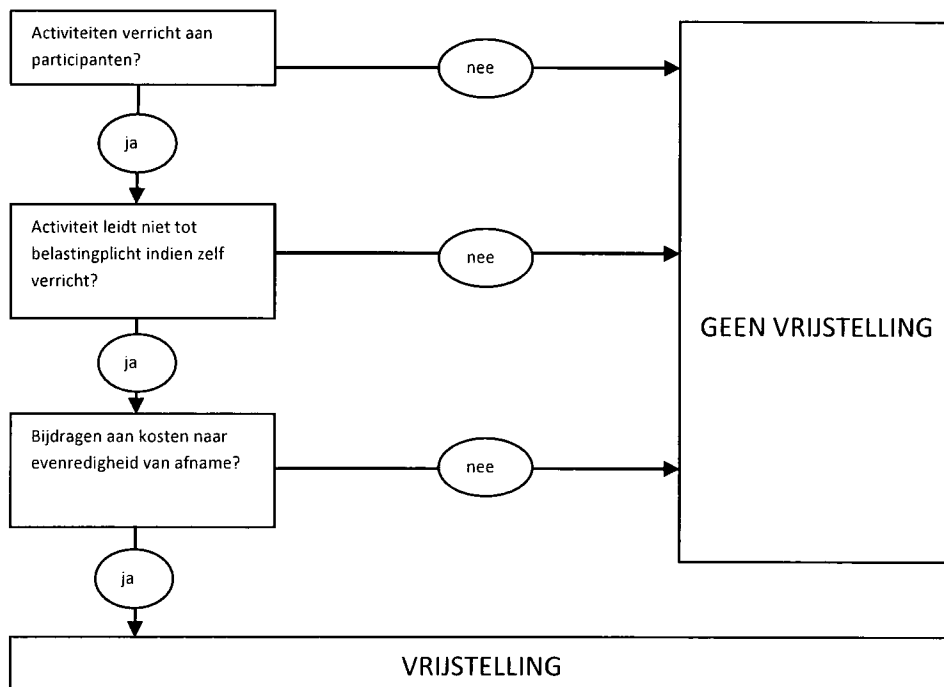 Activiteiten verricht aan
participanten?
nee
ja
Activiteit leidt niet tot
belastingplicht indien zelf
verricht?
nee
GEEN VRIJSTELLING
ja
Bijdragen aan kosten naar
evenredigheid van afname?
nee
ja
VRIJSTELLING